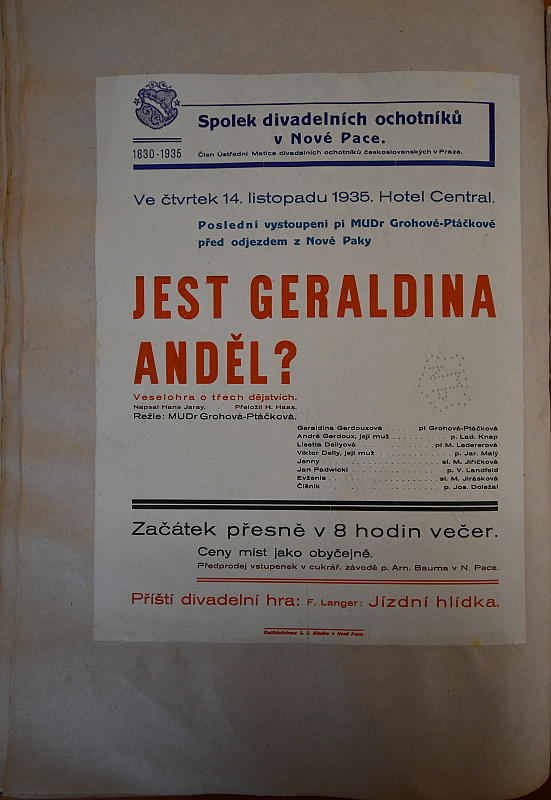 Spolek divadelních ochotníků
v Nové Pace.
1830-1935
Člen Ústřední Matice divadelních ochotníků československých v Praze.
Ve čtvrtek 14. listopadu 1935. Hotel Central.
Poslední vystoupení pí MUDr Grohové-Ptáčkové
před odjezdem z Nové Paky
JEST GERALDINA
ANDĚL?
Veselohra o třech dějstvích.
Napsal Hans Jaray. Přeložil H. Haas.
Režie: MUDr Grohová-Ptáčková.
Geraldina Gerdouxová . . . . . . . . pí Grohová-Ptáčková
André Gerdoux, její muž . . . . . . . . p. Lad. Knap
Lisetta Dellyová . . . . . . . . pí M. Ledererová
Viktor Delly, její muž . . . . . . . . p. Jar. Malý
Jenny . . . . . . . . sl. M. Jiřičková
Jan Padwicki . . . . . . . . p. V. Landfeld
Evženie . . . . . . . . sl. M. Jirásková
Číšník . . . . . . . . p. Jos. Doležal
Začátek přesně v 8 hodin večer.
Ceny míst jako obyčejně.
Předprodej vstupenek v cukrář. závodě p. Arn. Bauma v N. Pace.
Příští divadelní hra: F. Langer: Jízdní hlídka.
Knihtiskárna L. J. v Nové Pace.